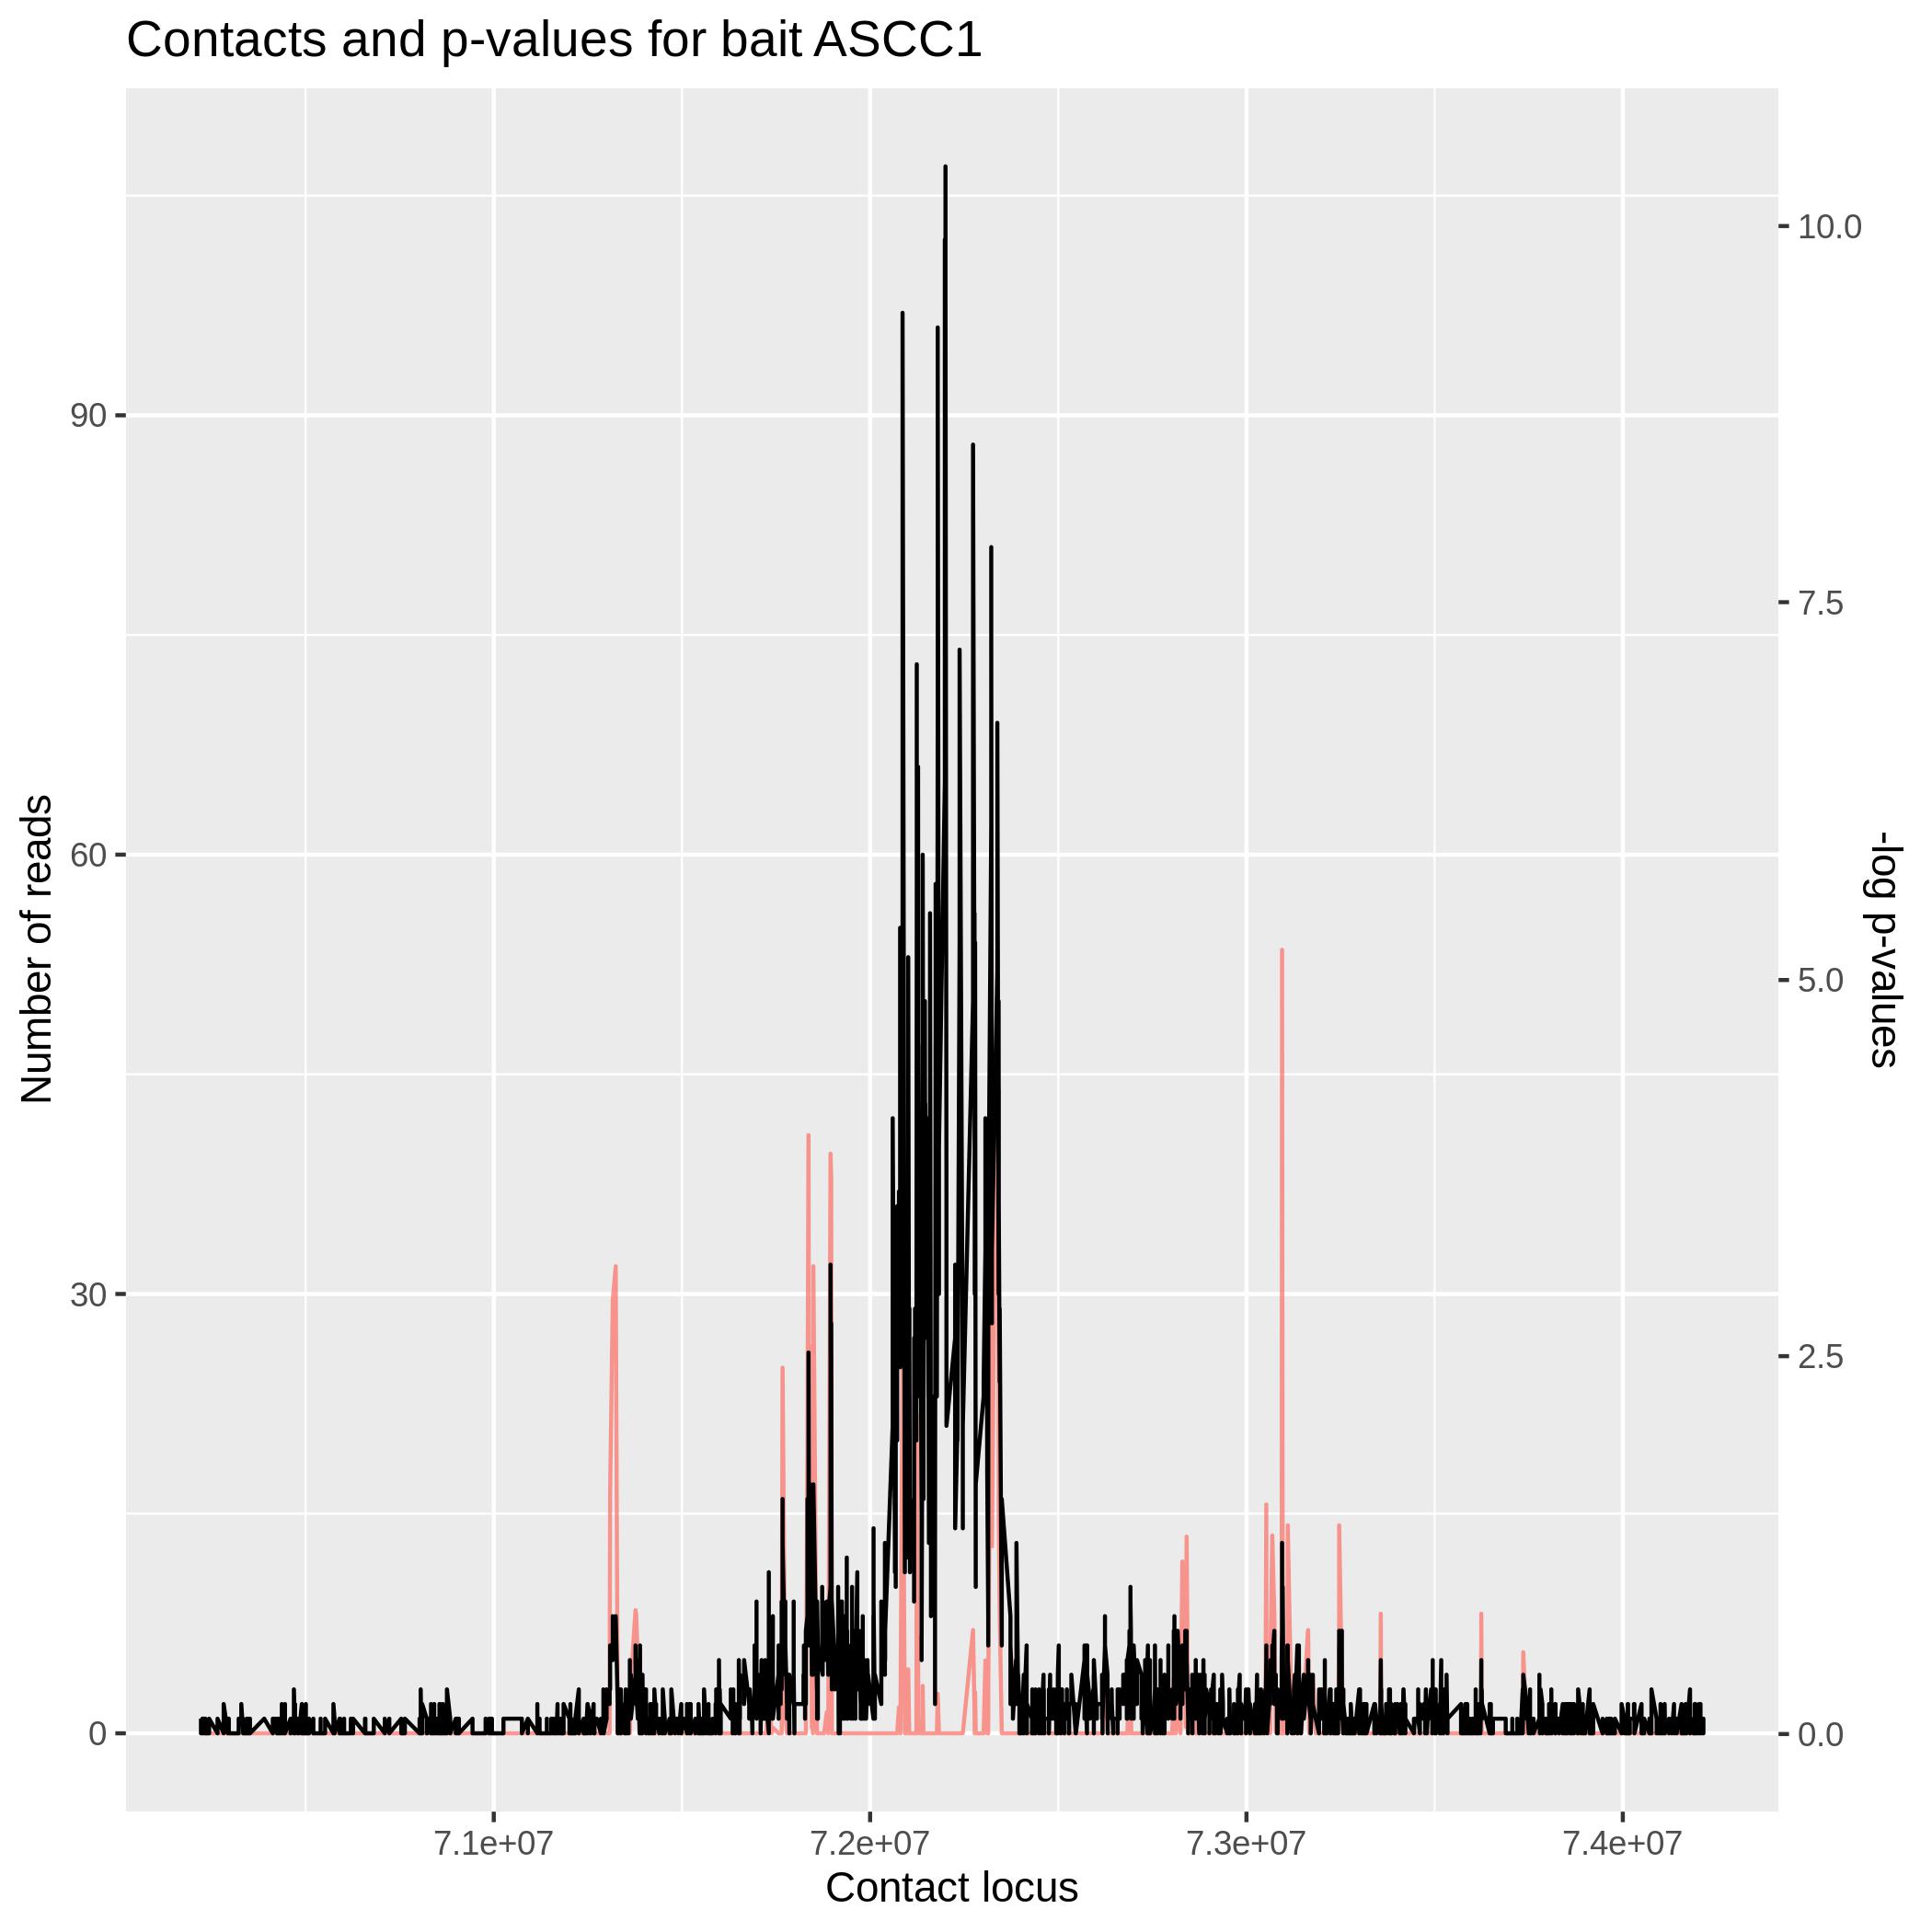 Contacts and p-values for bait ASCC1
Number of reads
90
60
30
0
10.0
7.5
5.0
2.5
0.0
-log p-values
7.1e+07
7.2e+07
7.3e+07
7.4e+07
Contact locus